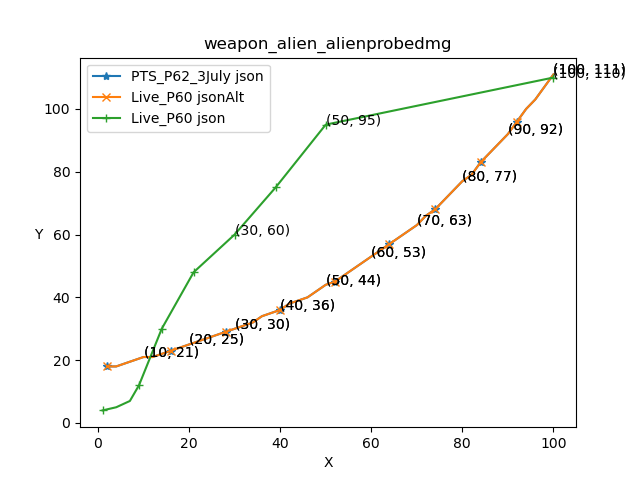 weapon_alien_alienprobedmg
PTS_P62_3July json
Live_P60 jsonAlt
Live_P60 json
(100, 111)
(100, 110)
(50, 95)
(90, 92)
(80, 77)
(70, 63)
(30, 60)
(60, 53)
(50, 44)
(40, 36)
(30, 30)
(20, 25)
(10, 21)
Y
100
80
60
40
20
0
0 20 40 60 80 100
X